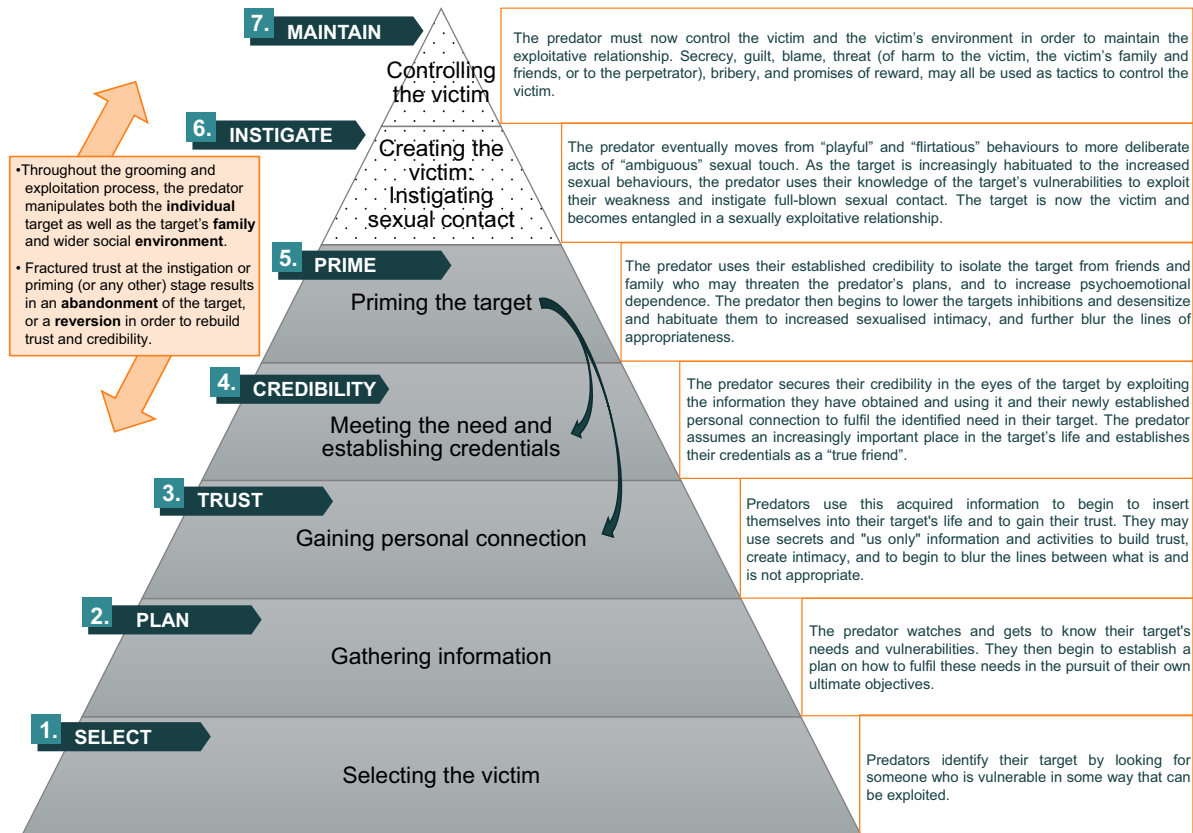 7. MAINTAIN
Controlling
the victim
The predator must now control the victim and the victim's environment in order to maintain the
exploitative relationship. Secrecy, guilt, blame, threat (of harm to the victim, the victim's family and
friends, or to the perpetrator), bribery, and promises of reward, may all be used as tactics to control the
victim.
6. INSTIGATE
Creating the
victim:
Instigating
sexual contact
The predator eventually moves from "playful" and "flirtatious" behaviours to more deliberate
acts of "ambiguous" sexual touch. As the target is increasingly habituated to the increased
sexual behaviours, the predator uses their knowledge of the target's vulnerabilities to exploit
their weakness and instigate full-blown sexual contact. The target is now the victim and
becomes entangled in a sexually exploitative relationship.
•Throughout the grooming and
exploitation process, the predator
manipulates both the individual
target as well as the target's family
and wider social environment.
• Fractured trust at the instigation or
priming (or any other) stage results
in an abandonment of the target,
or a reversion in order to rebuild
trust and credibility.
5. PRIME
Priming the target
The predator uses their established credibility to isolate the target from friends and
family who may threaten the predator's plans, and to increase psychoemotional
dependence. The predator then begins to lower the targets inhibitions and desensitize
and habituate them to increased sexualised intimacy, and further blur the lines of
appropriateness.
4. CREDIBILITY
Meeting the need and
establishing credentials
The predator secures their credibility in the eyes of the target by exploiting
the information they have obtained and using it and their newly established
personal connection to fulfil the identified need in their target. The predator
assumes an increasingly important place in the target's life and establishes
their credentials as a "true friend".
3. TRUST
Gaining personal connection
Predators use this acquired information to begin to insert
themselves into their target's life and to gain their trust. They may
use secrets and "us only" information and activities to build trust,
create intimacy, and to begin to blur the lines between what is and
is not appropriate.
2. PLAN
Gathering information
The predator watches and gets to know their target's
needs and vulnerabilities. They then begin to establish a
plan on how to fulfil these needs in the pursuit of their own
ultimate objectives.
1. SELECT
Selecting the victim
Predators identify their target by looking for
someone who is vulnerable in some way that can
be exploited.